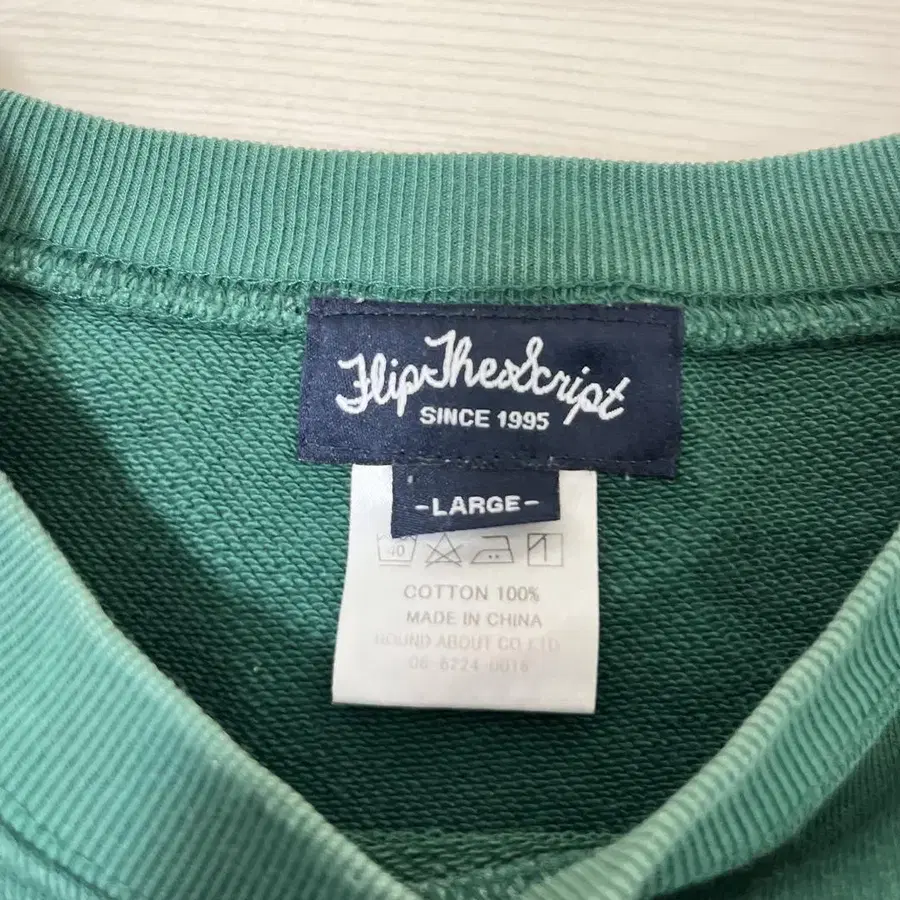 FlipTheScript
SINCE 1995
-LARGE-
40
COTTON 100%
MADE IN CHINA
ROUND ABOUT CO.LTD
06-6224-0016